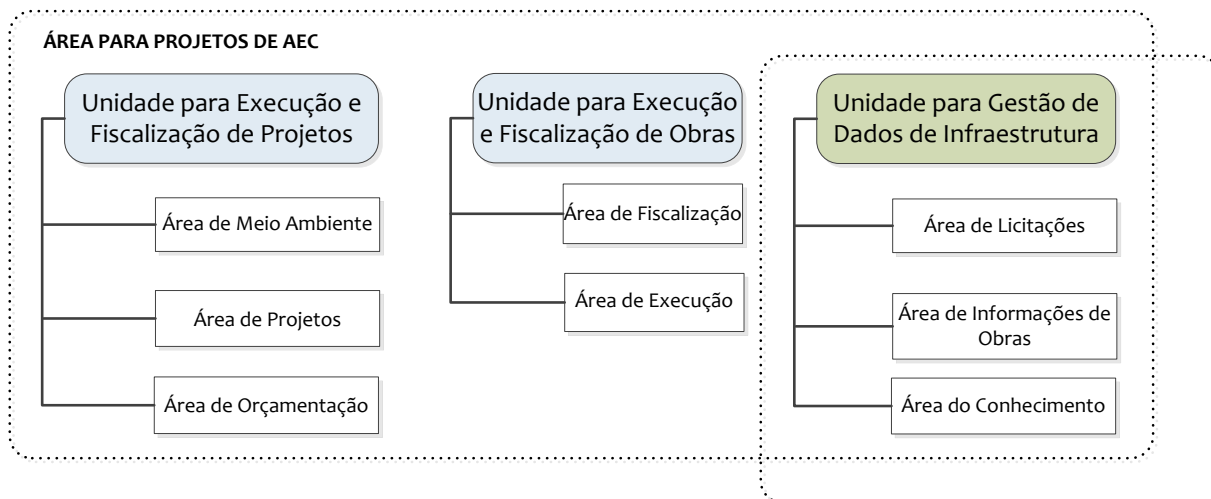 ÁREA PARA PROJETOS DE AEC
Unidade para Execução e
Fiscalização de Projetos
Área de Meio Ambiente
Área de Projetos
Área de Orçamentação
Unidade para Execução
e Fiscalização de Obras
Área de Fiscalização
Área de Execução
Unidade para Gestão de
Dados de Infraestrutura
Área de Licitações
Área de Informações de
Obras
Área do Conhecimento